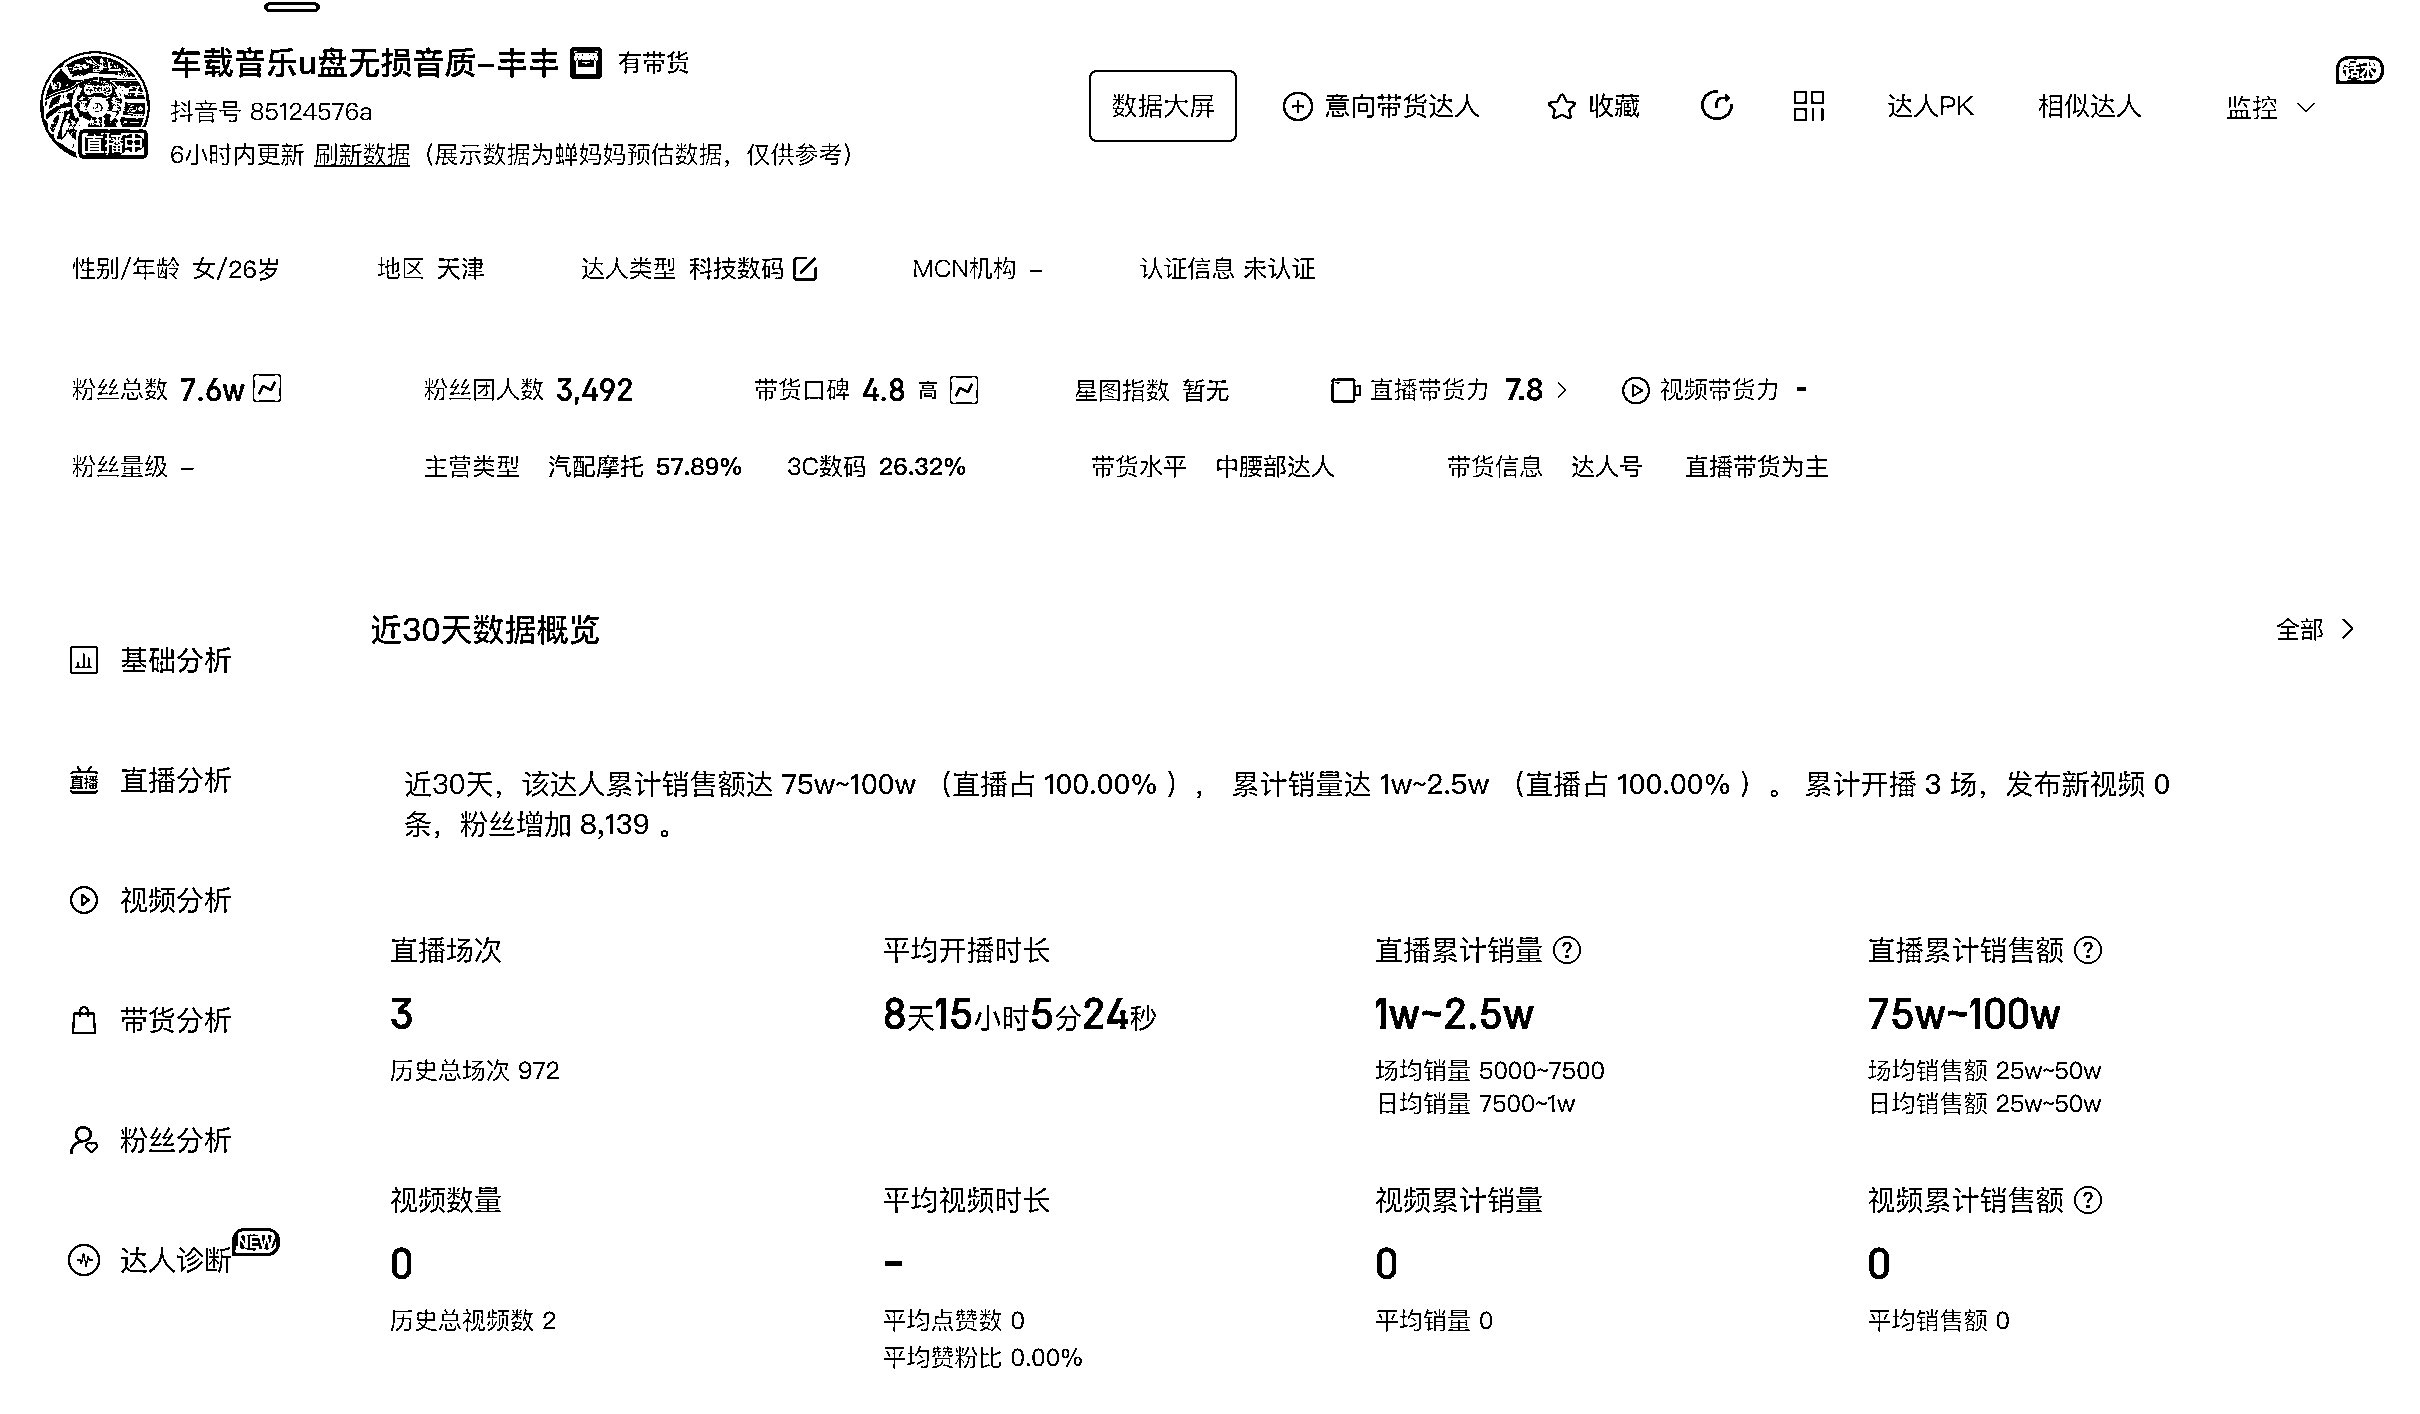 车载音乐u盘无损音质-丰丰 有带货
抖音号 85124576a
直播中
6小时内更新 刷新数据（展示数据为蝉妈妈预估数据，仅供参考）
数据大屏 意向带货达人 收藏 达人PK 相似达人 监控
话术
性别/年龄 女/26岁 地区 天津 达人类型 科技数码 MCN机构 – 认证信息 未认证
粉丝总数 7.6w 粉丝团人数 3,492 带货口碑 4.8 高 星图指数 暂无 直播带货力 7.8 视频带货力 -
粉丝量级 – 主营类型 汽配摩托 57.89% 3C数码 26.32% 带货水平 中腰部达人 带货信息 达人号 直播带货为主
基础分析
直播分析
视频分析
带货分析
粉丝分析
达人诊断 NEW
近30天数据概览 全部
近30天，该达人累计销售额达 75w~100w （直播占 100.00% ）， 累计销量达 1w~2.5w （直播占 100.00% ）。 累计开播 3 场，发布新视频 0
条，粉丝增加 8,139 。
直播场次 平均开播时长 直播累计销量 直播累计销售额
3 8天15小时5分24秒 1w~2.5w 75w~100w
历史总场次 972 场均销量 5000~7500 场均销售额 25w~50w
日均销量 7500~1w 日均销售额 25w~50w
视频数量 平均视频时长 视频累计销量 视频累计销售额
0 - 0 0
历史总视频数 2 平均点赞数 0 平均销量 0 平均销售额 0
平均赞粉比 0.00%